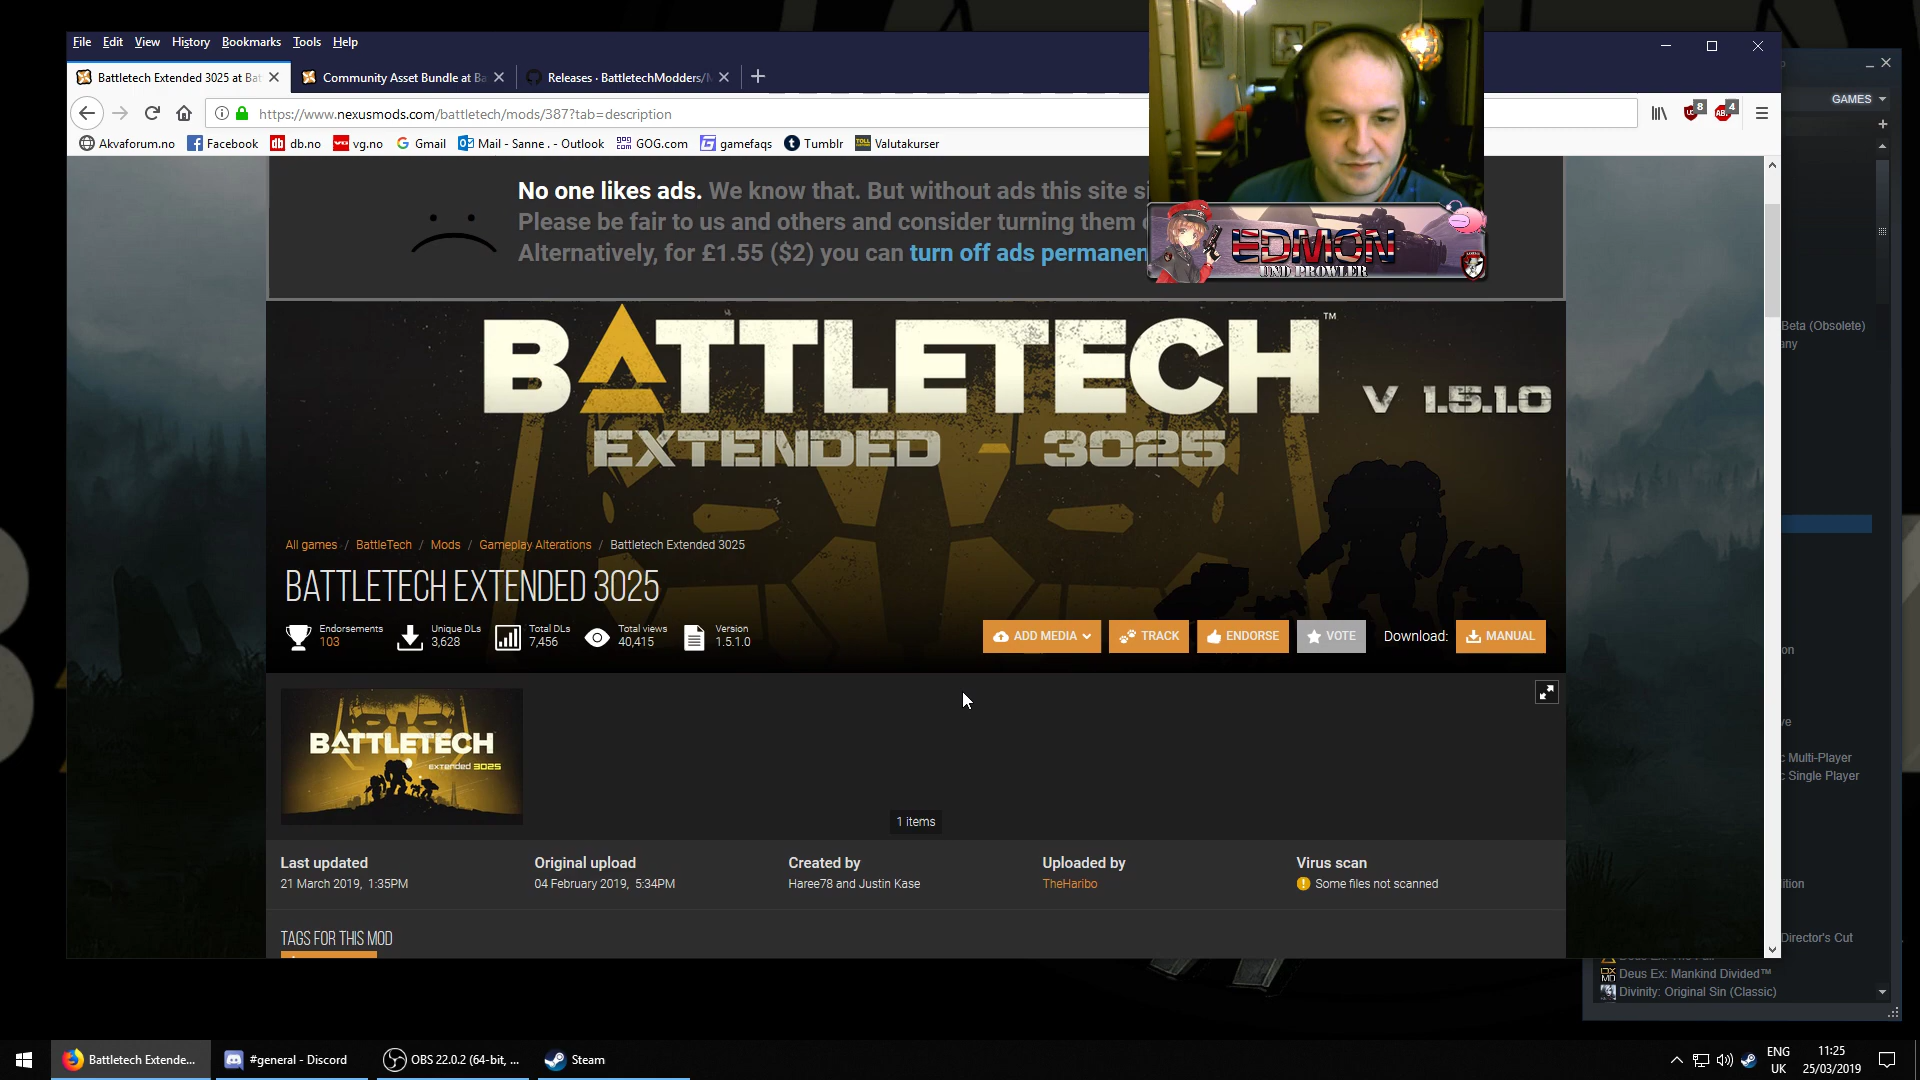 File Edit View History Bookmarks Tools Help
Battletech Extended 3025 at Bat
Community Asset Bundle at Ba
Releases · BattletechModders/
https://www.nexusmods.com/battletech/mods/387?tab=description
8
4
Akvaforum.no Facebook db.no vg.no Gmail Mail - Sanne . - Outlook GOG.com gamefaqs Tumblr Valutakurser
GAMES
No one likes ads. We know that. But without ads this site
Please be fair to us and others and consider turning them
Alternatively, for £1.55 ($2) you can turn off ads
EDMON
UND PROWLER
BATTLETECH™
V 1.5.1.0
EXTENDED - 3025
All games / BattleTech / Mods / Gameplay Alterations / Battletech Extended 3025
BATTLETECH EXTENDED 3025
Endorsements
103
Unique DLs
3,628
Total DLs
7,456
Total views
40,415
Version
1.5.1.0
ADD MEDIA
TRACK
ENDORSE
VOTE
Download:
MANUAL
BATTLETECH
Extended 3025
1 items
Last updated
21 March 2019, 1:35PM
Original upload
04 February 2019, 5:34PM
Created by
Haree78 and Justin Kase
Uploaded by
TheHaribo
Virus scan
Some files not scanned
TAGS FOR THIS MOD
Beta (Obsolete)
Multi-Player
Single Player
Director's Cut
Deus Ex: Mankind Divided™
Divinity: Original Sin (Classic)
Battletech Extende...
#general - Discord
OBS 22.0.2 (64-bit, ...
Steam
ENG
UK
11:25
25/03/2019